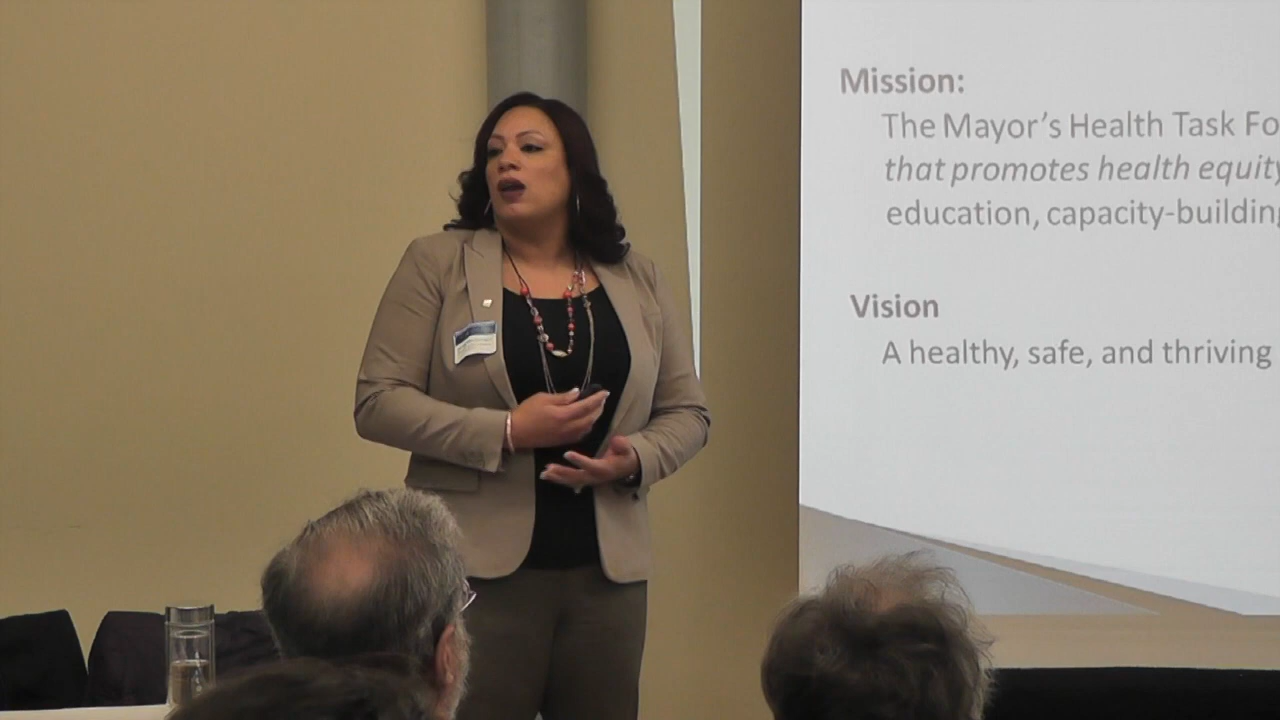 Mission:
The Mayor's Health Task Fo
that promotes health equity
education, capacity-building
Vision
A healthy, safe, and thriving